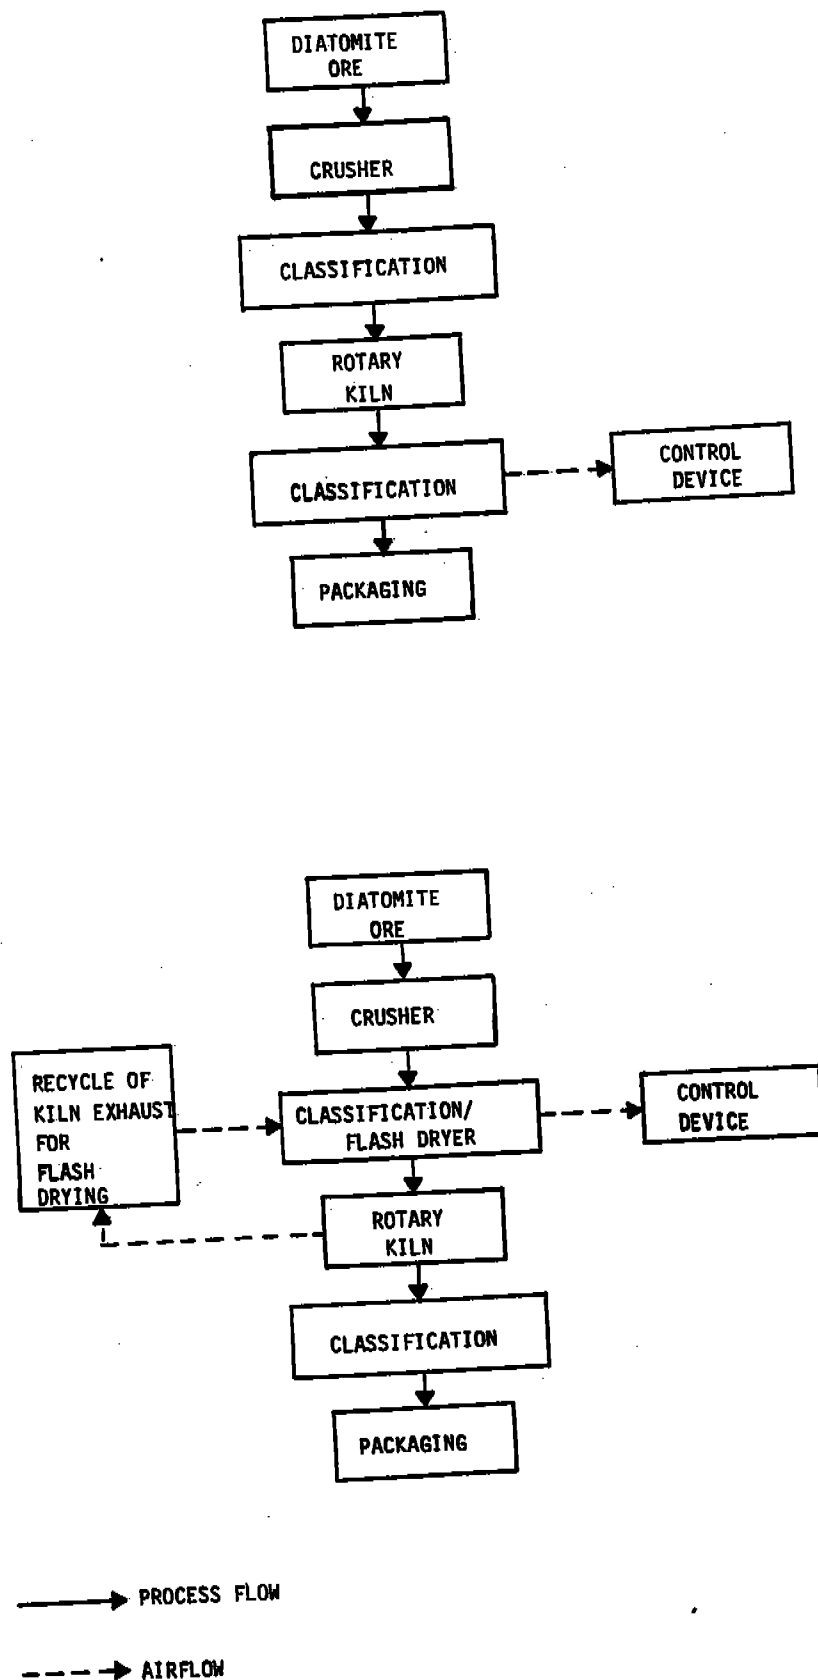 DIATOMITE
ORE
CRUSHER
CLASSIFICATION
ROTARY
KILN
CLASSIFICATION
CONTROL
DEVICE
PACKAGING
DIATOMITE
ORE
CRUSHER
RECYCLE OF
KILN EXHAUST
FOR
FLASH
DRYING
CLASSIFICATION/
FLASH DRYER
CONTROL
DEVICE
ROTARY
KILN
CLASSIFICATION
PACKAGING
PROCESS FLOW
AIRFLOW